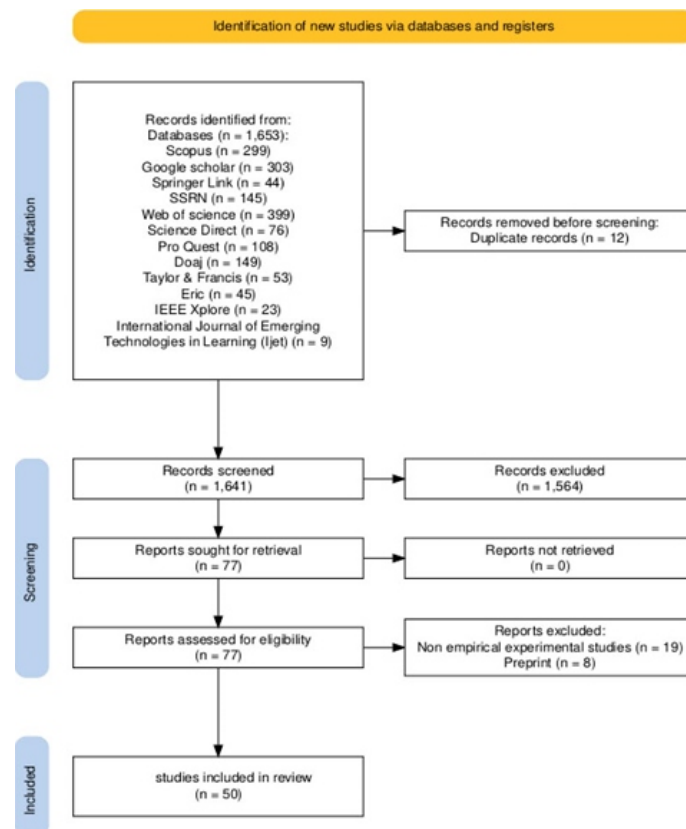 Identification of new studies via databases and registers
Identification
Records identified from:
Databases (n = 1,653):
Scopus (n = 299)
Google scholar (n = 303)
Springer Link (n = 44)
SSRN (n = 145)
Web of science (n = 399)
Science Direct (n = 76)
Pro Quest (n = 108)
Doaj (n = 149)
Taylor & Francis (n = 53)
Eric (n = 45)
IEEE Xplore (n = 23)
International Journal of Emerging
Technologies in Learning (Ijet) (n = 9)
Records removed before screening:
Duplicate records (n = 12)
Screening
Records screened
(n = 1,641)
Records excluded
(n = 1,564)
Reports sought for retrieval
(n = 77)
Reports not retrieved
(n = 0)
Reports assessed for eligibility
(n = 77)
Reports excluded:
Non empirical experimental studies (n = 19)
Preprint (n = 8)
Included
studies included in review
(n = 50)